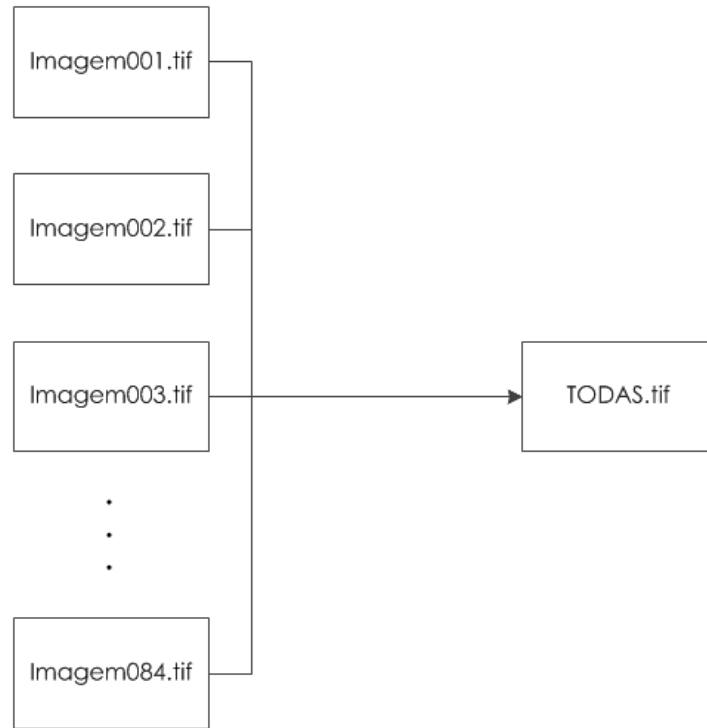 Imagem001.tif
Imagem002.tif
Imagem003.tif
TODAS.tif
.
.
.
Imagem084.tif